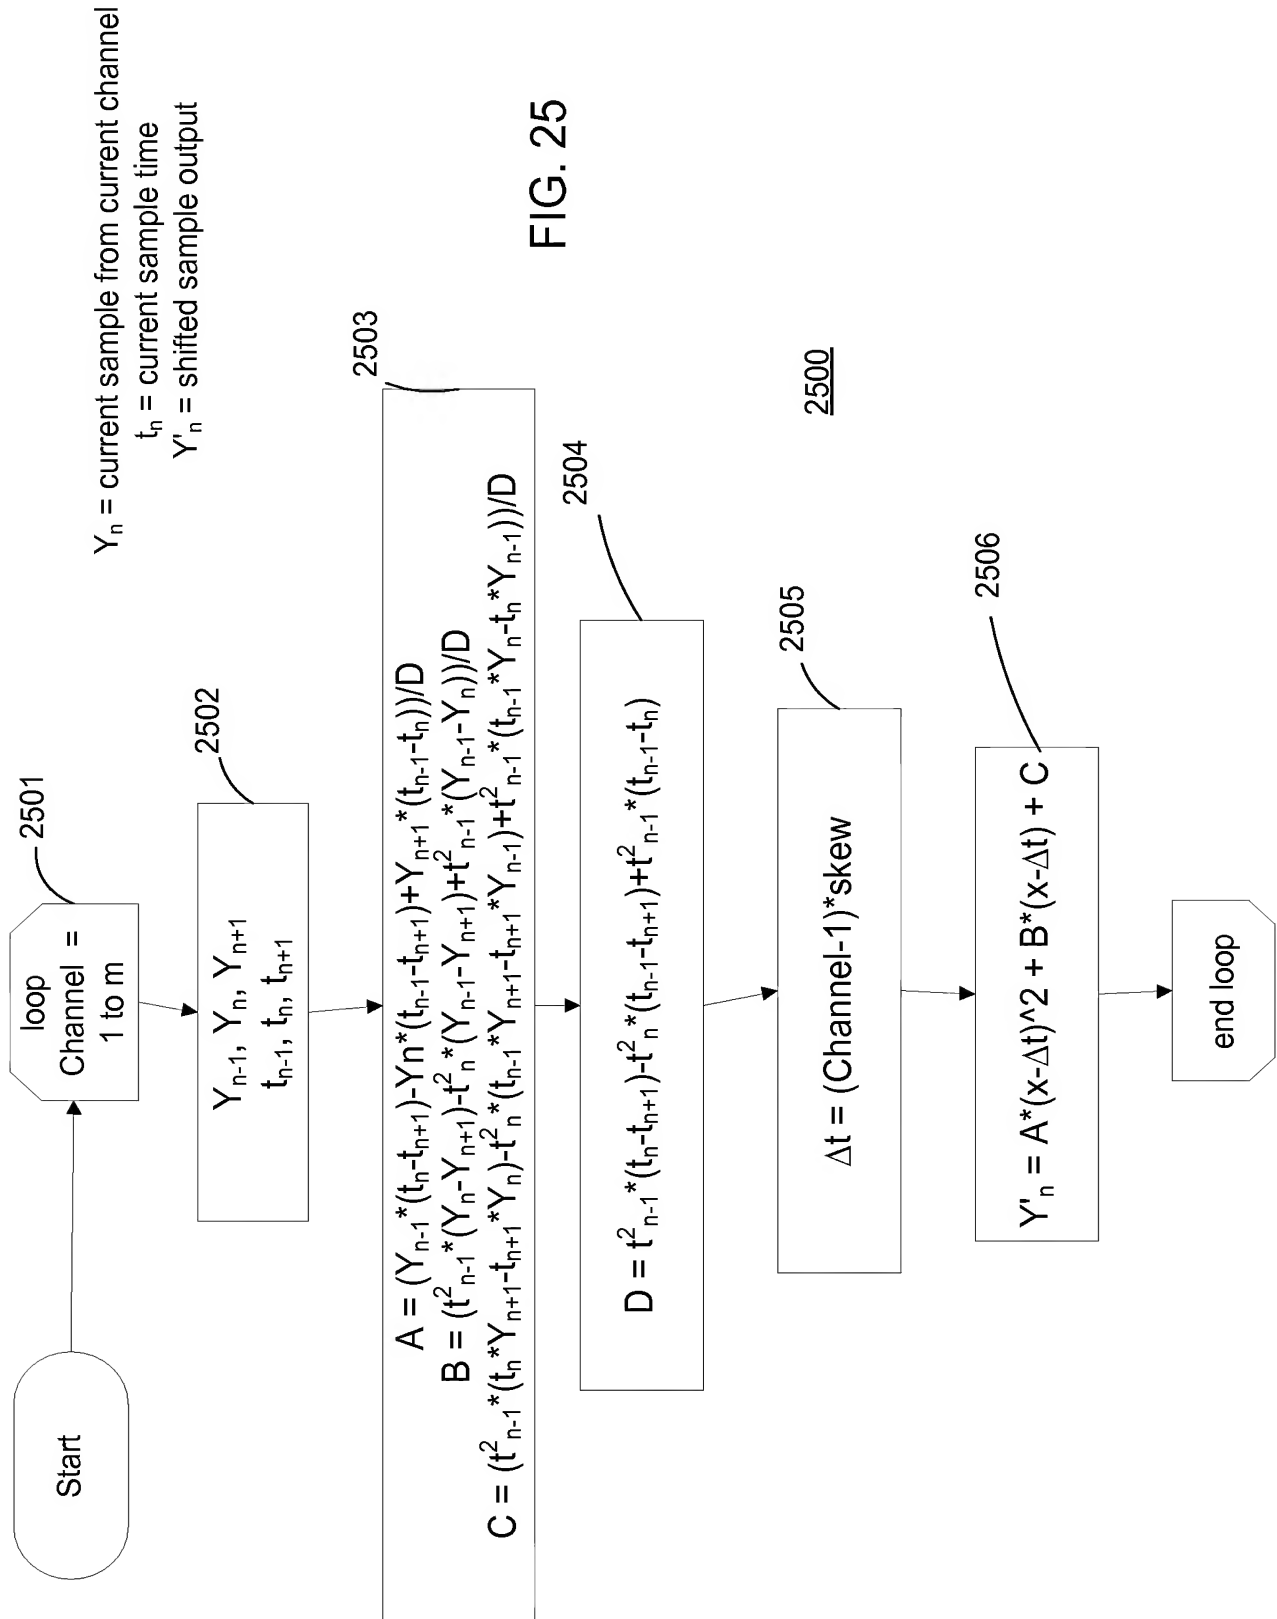 Yₙ = current sample from current channel
tₙ = current sample time
Y'ₙ = shifted sample output
Start
loop
Channel =
1 to m
2501
Yₙ₋₁, Yₙ, Yₙ₊₁
tₙ₋₁, tₙ, tₙ₊₁
2502
A = (Yₙ₋₁*(tₙ-tₙ₊₁)-Yn*(tₙ₋₁-tₙ₊₁)+Yₙ₊₁*(tₙ₋₁-tₙ))/D
B = (t²ₙ₋₁*(Yₙ-Yₙ₊₁)-t²ₙ*(Yₙ₋₁-Yₙ₊₁)+t²ₙ₋₁*(Yₙ₋₁-Yₙ))/D
C = (t²ₙ₋₁*(tₙ*Yₙ₊₁-tₙ₊₁*Yₙ)-t²ₙ*(tₙ₋₁*Yₙ₊₁-tₙ₊₁*Yₙ₋₁)+t²ₙ₋₁*(tₙ₋₁*Yₙ-tₙ*Yₙ₋₁))/D
2503
D = t²ₙ₋₁*(tₙ-tₙ₊₁)-t²ₙ*(tₙ₋₁-tₙ₊₁)+t²ₙ₋₁*(tₙ₋₁-tₙ)
2504
Δt = (Channel-1)*skew
2505
Y'ₙ = A*(x-Δt)^2 + B*(x-Δt) + C
2506
end loop
2500
FIG. 25